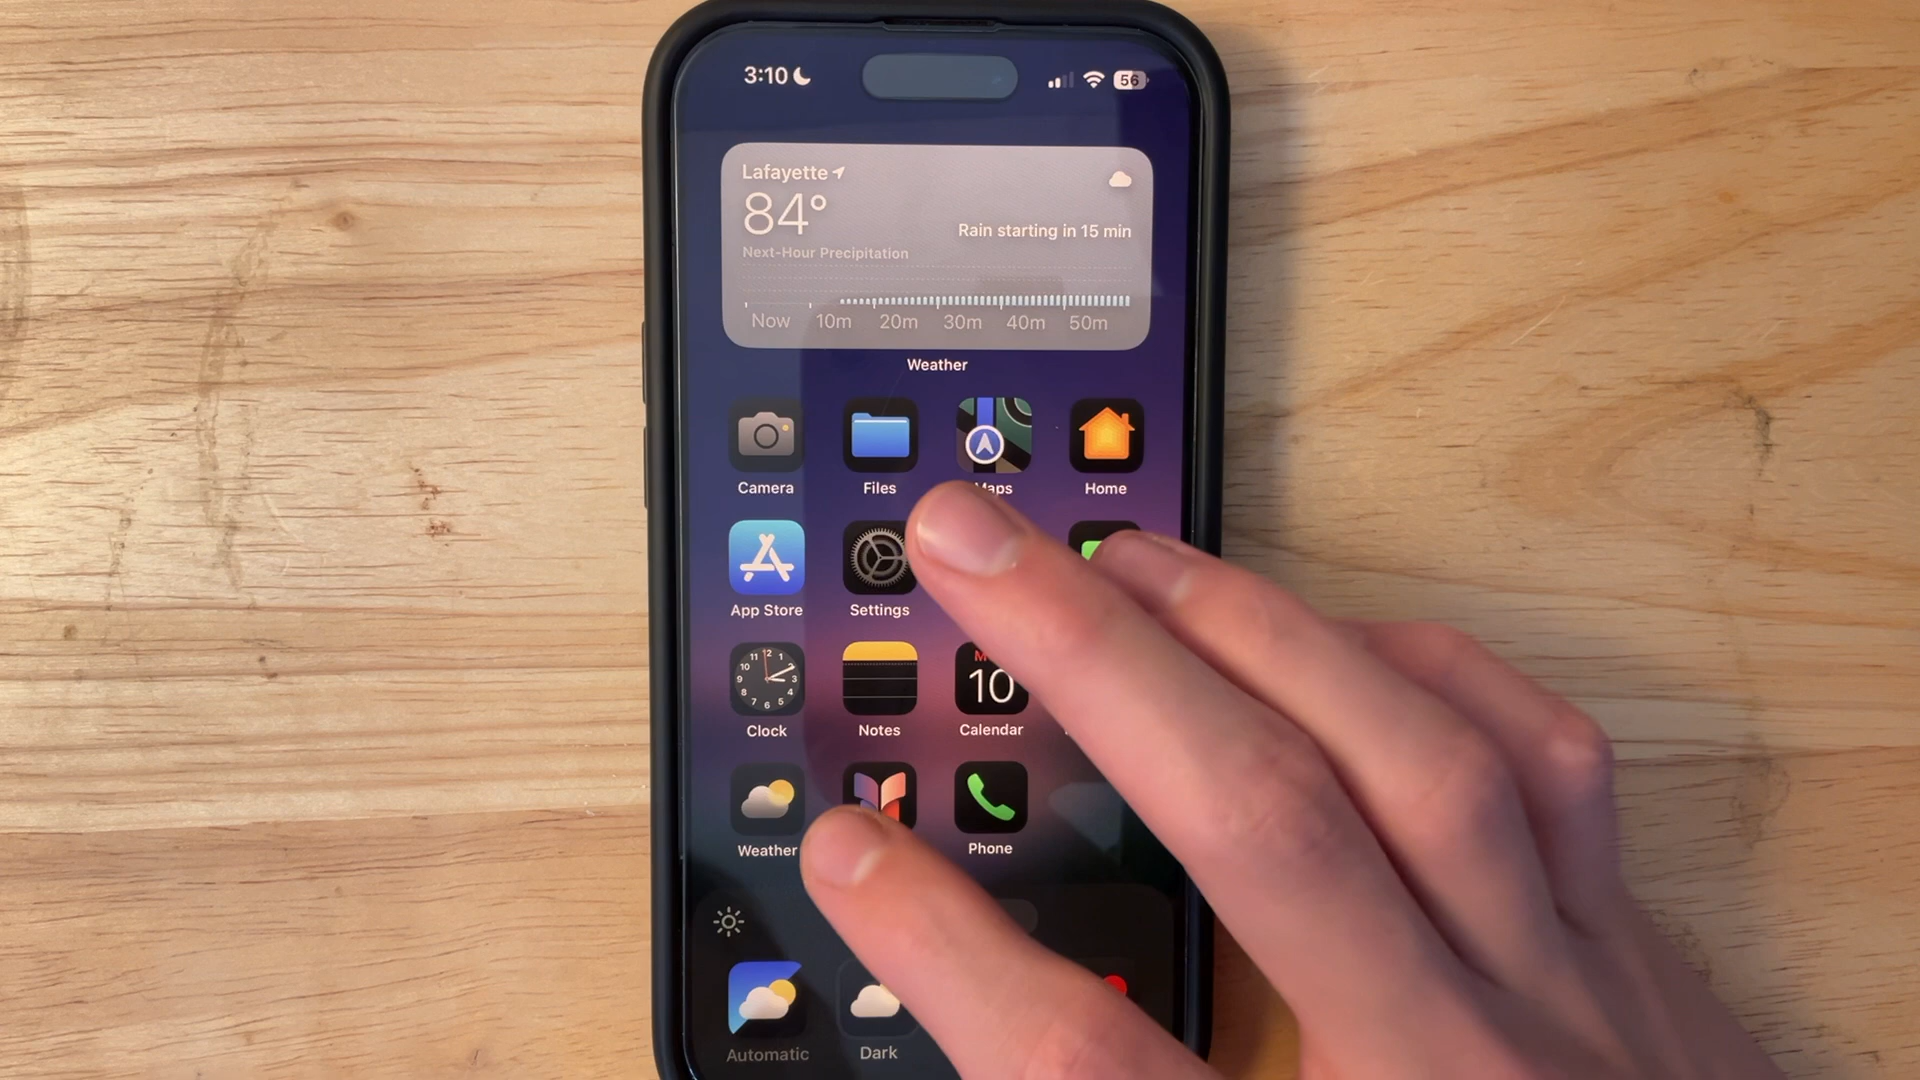 3:10
56
Lafayette
84°
Rain starting in 15 min
Next-Hour Precipitation
Now 10m 20m 30m 40m 50m
Weather
Camera Files Maps Home
App Store Settings
10
Clock Notes Calendar
Weather Phone
Automatic Dark